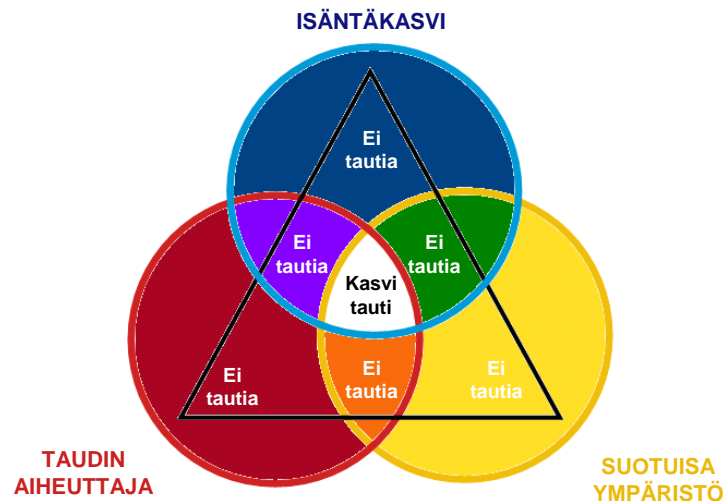 ISÄNTÄKASVI
Ei
tautia
Ei
tautia
Ei
tautia
Kasvi
tauti
Ei
tautia
Ei
tautia
Ei
tautia
TAUDIN
AIHEUTTAJA
SUOTUISA
YMPÄRISTÖ